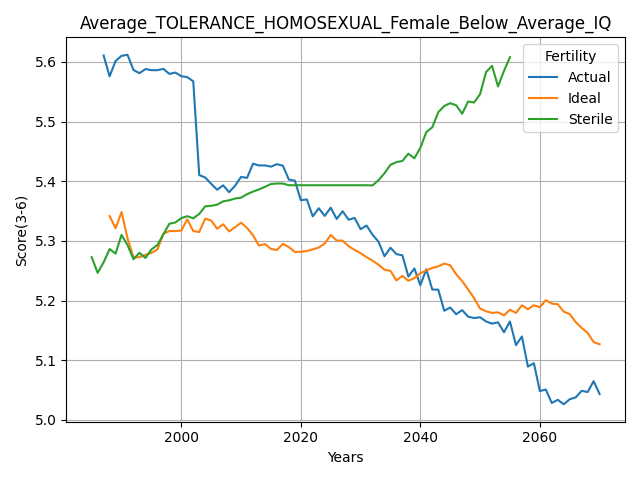 Average_TOLERANCE_HOMOSEXUAL_Female_Below_Average_IQ
Fertility
Actual
Ideal
Sterile
Score(3-6)
5.6
5.5
5.4
5.3
5.2
5.1
5.0
2000
2020
2040
2060
Years